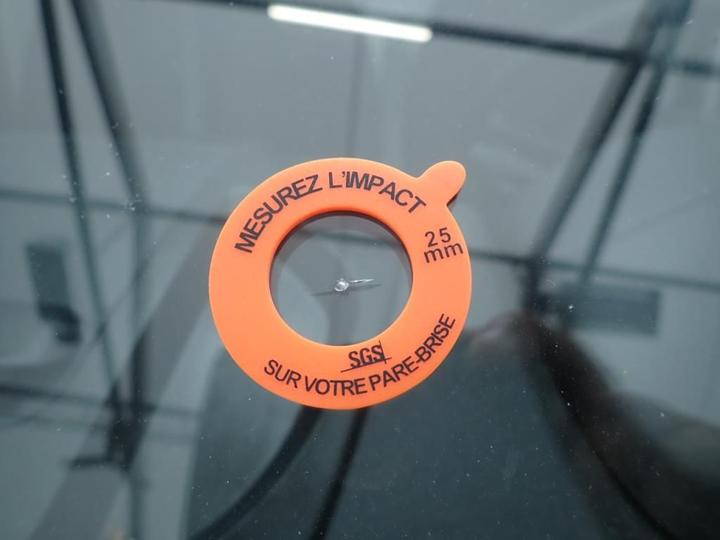 MESUREZ L'IMPACT
25
mm
SGS
SUR VOTRE PARE-BRISE